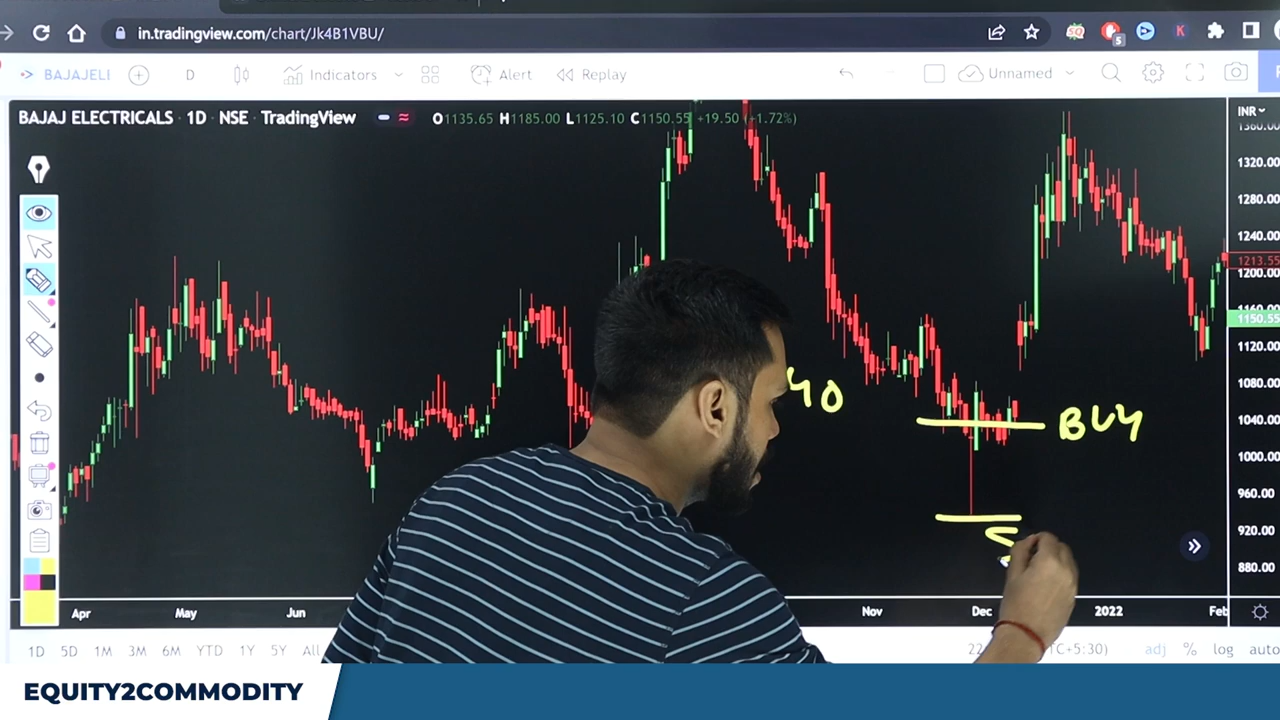 in.tradingview.com/chart/Jk4B1VBU/
BAJAJELI
D
Indicators
Alert
Replay
Unnamed
BAJAJ ELECTRICALS · 1D · NSE · TradingView
O1135.65 H1185.00 L1125.10 C1150.55 +19.50 (+1.72%)
INR
1360.00
1320.00
1280.00
1240.00
1213.55
1200.00
1160.00
1150.55
1120.00
1080.00
1040.00
1000.00
960.00
920.00
880.00
40
BUY
S
Apr
May
Jun
Nov
Dec
2022
Feb
1D 5D 1M 3M 6M YTD 1Y 5Y All
UTC+5:30)
adj % log auto
EQUITY2COMMODITY